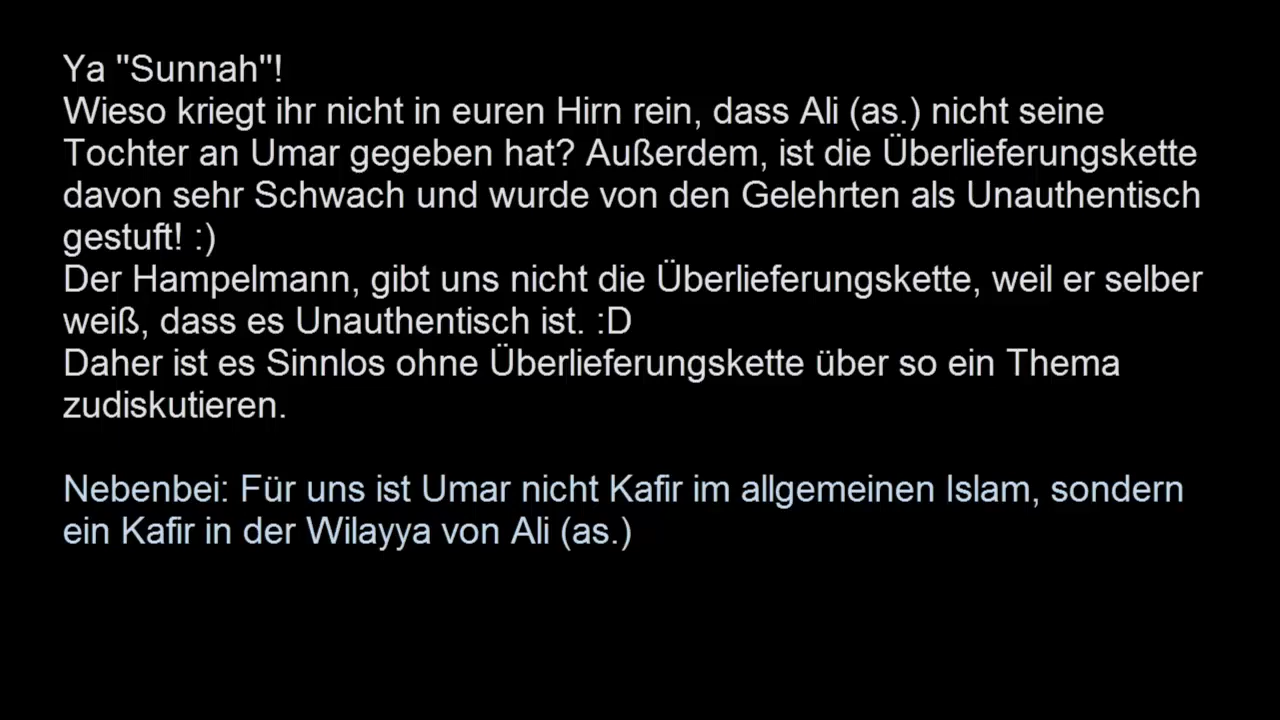 Ya "Sunnah"!
Wieso kriegt ihr nicht in euren Hirn rein, dass Ali (as.) nicht seine
Tochter an Umar gegeben hat? Außerdem, ist die Überlieferungskette
davon sehr Schwach und wurde von den Gelehrten als Unauthentisch
gestuft! :)
Der Hampelmann, gibt uns nicht die Überlieferungskette, weil er selber
weiß, dass es Unauthentisch ist. :D
Daher ist es Sinnlos ohne Überlieferungskette über so ein Thema
zudiskutieren.
Nebenbei: Für uns ist Umar nicht Kafir im allgemeinen Islam, sondern
ein Kafir in der Wilayya von Ali (as.)